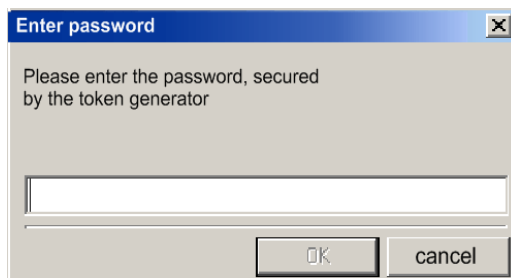 Enter password
Please enter the password, secured
by the token generator
OK
cancel